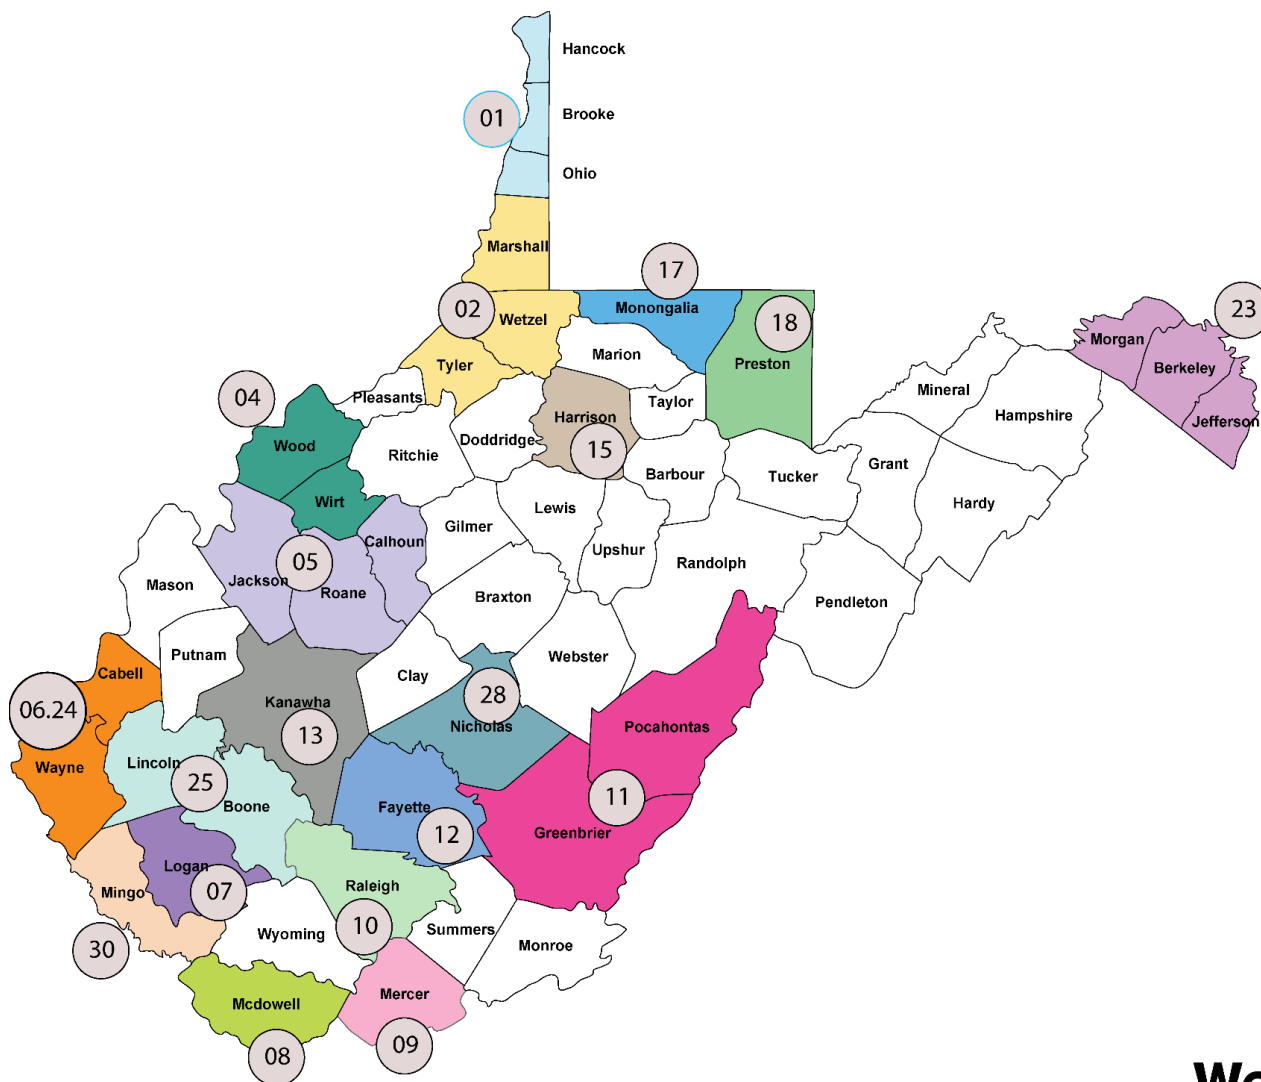 Hancock
01
Brooke
Ohio
Marshall
17
02
Wetzel
Monongalia
18
23
Morgan
Marion
Tyler
Preston
Berkeley
04
Pleasants
Mineral
Taylor
Hampshire
Harrison
Jefferson
Wood
Doddridge
Ritchie
15
Barbour
Grant
Tucker
Wirt
Lewis
Hardy
Gilmer
Calhoun
Upshur
05
Randolph
Jackson
Mason
Roane
Braxton
Pendleton
Putnam
Webster
Cabell
Clay
Kanawha
28
06.24
Nicholas
Pocahontas
13
Lincoln
Wayne
25
11
Boone
Fayette
12
Greenbrier
Logan
Raleigh
Mingo
07
10
Summers
Wyoming
Monroe
30
Mercer
Mcdowell
09
08